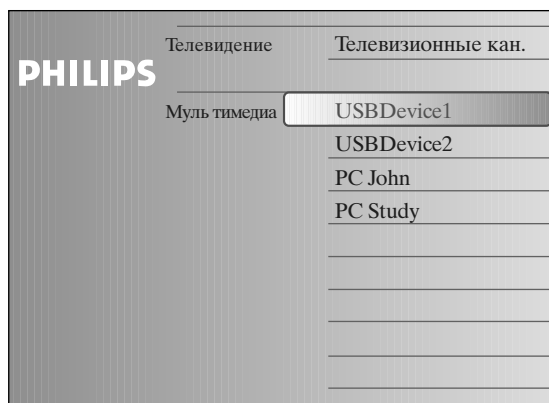 PHILIPS
Телевидение Телевизионные кан.
Муль тимедиа USBDevice1
USBDevice2
PC John
PC Study